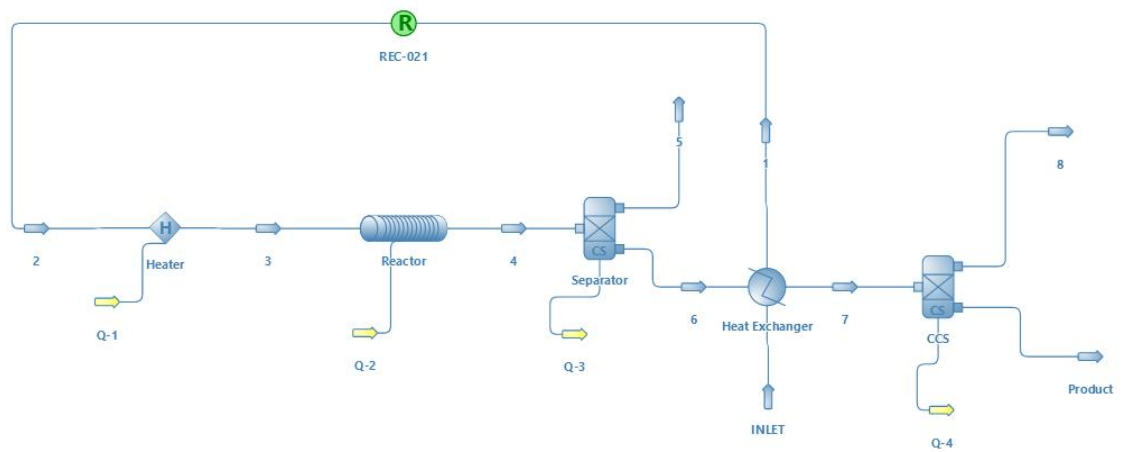 R
REC-021
5
1
8
2
H
Heater
3
Reactor
4
CS
Separator
6
Heat Exchanger
7
CS
CCS
Q-1
Q-2
Q-3
INLET
Product
Q-4